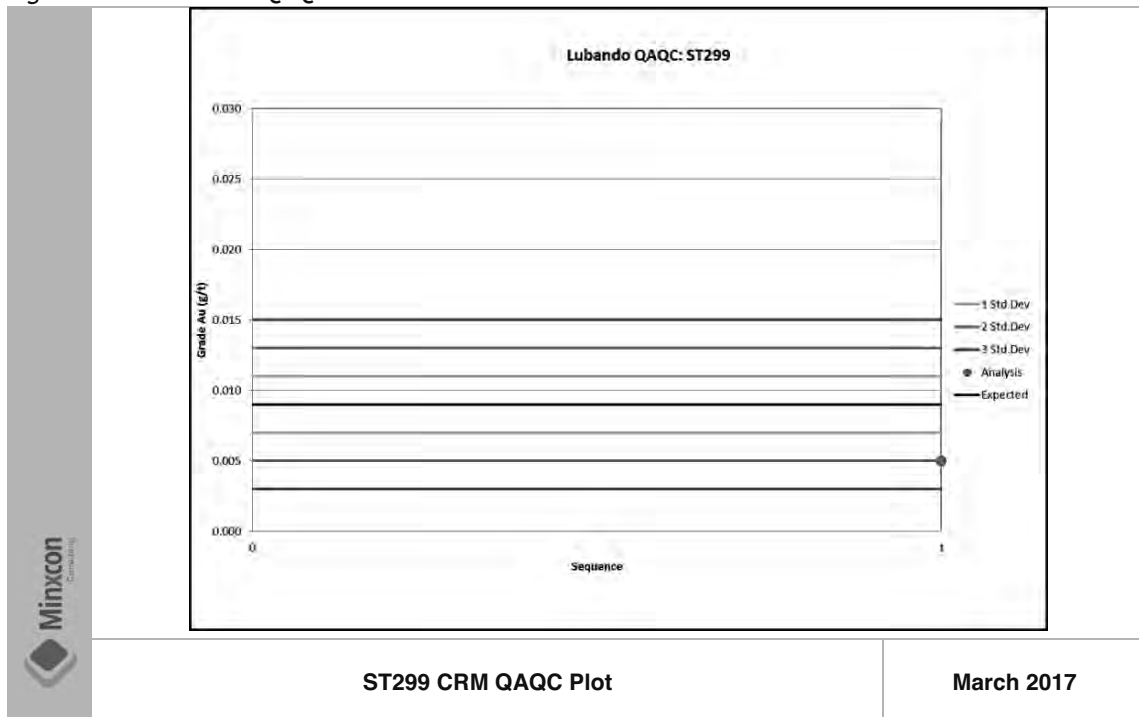 Lubando QAQC: ST299
0.030
0.025
0.020
0.015
0.010
0.005
0.000
Grade Au (g/t)
0
1
Sequence
1 Std.Dev
2 Std.Dev
3 Std.Dev
Analysis
Expected
Minxcon
Consulting
ST299 CRM QAQC Plot
March 2017